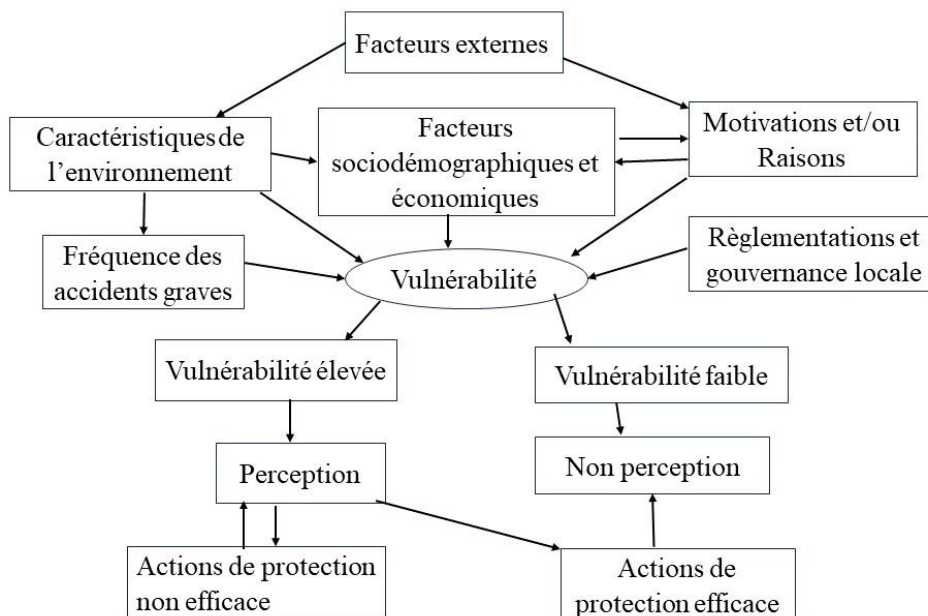 Facteurs externes
Caractéristiques de
l’environnement
Facteurs
sociodémographiques et
économiques
Motivations et/ou
Raisons
Fréquence des
accidents graves
Vulnérabilité
Règlementations et
gouvernance locale
Vulnérabilité élevée
Vulnérabilité faible
Perception
Non perception
Actions de protection
non efficace
Actions de
protection efficace